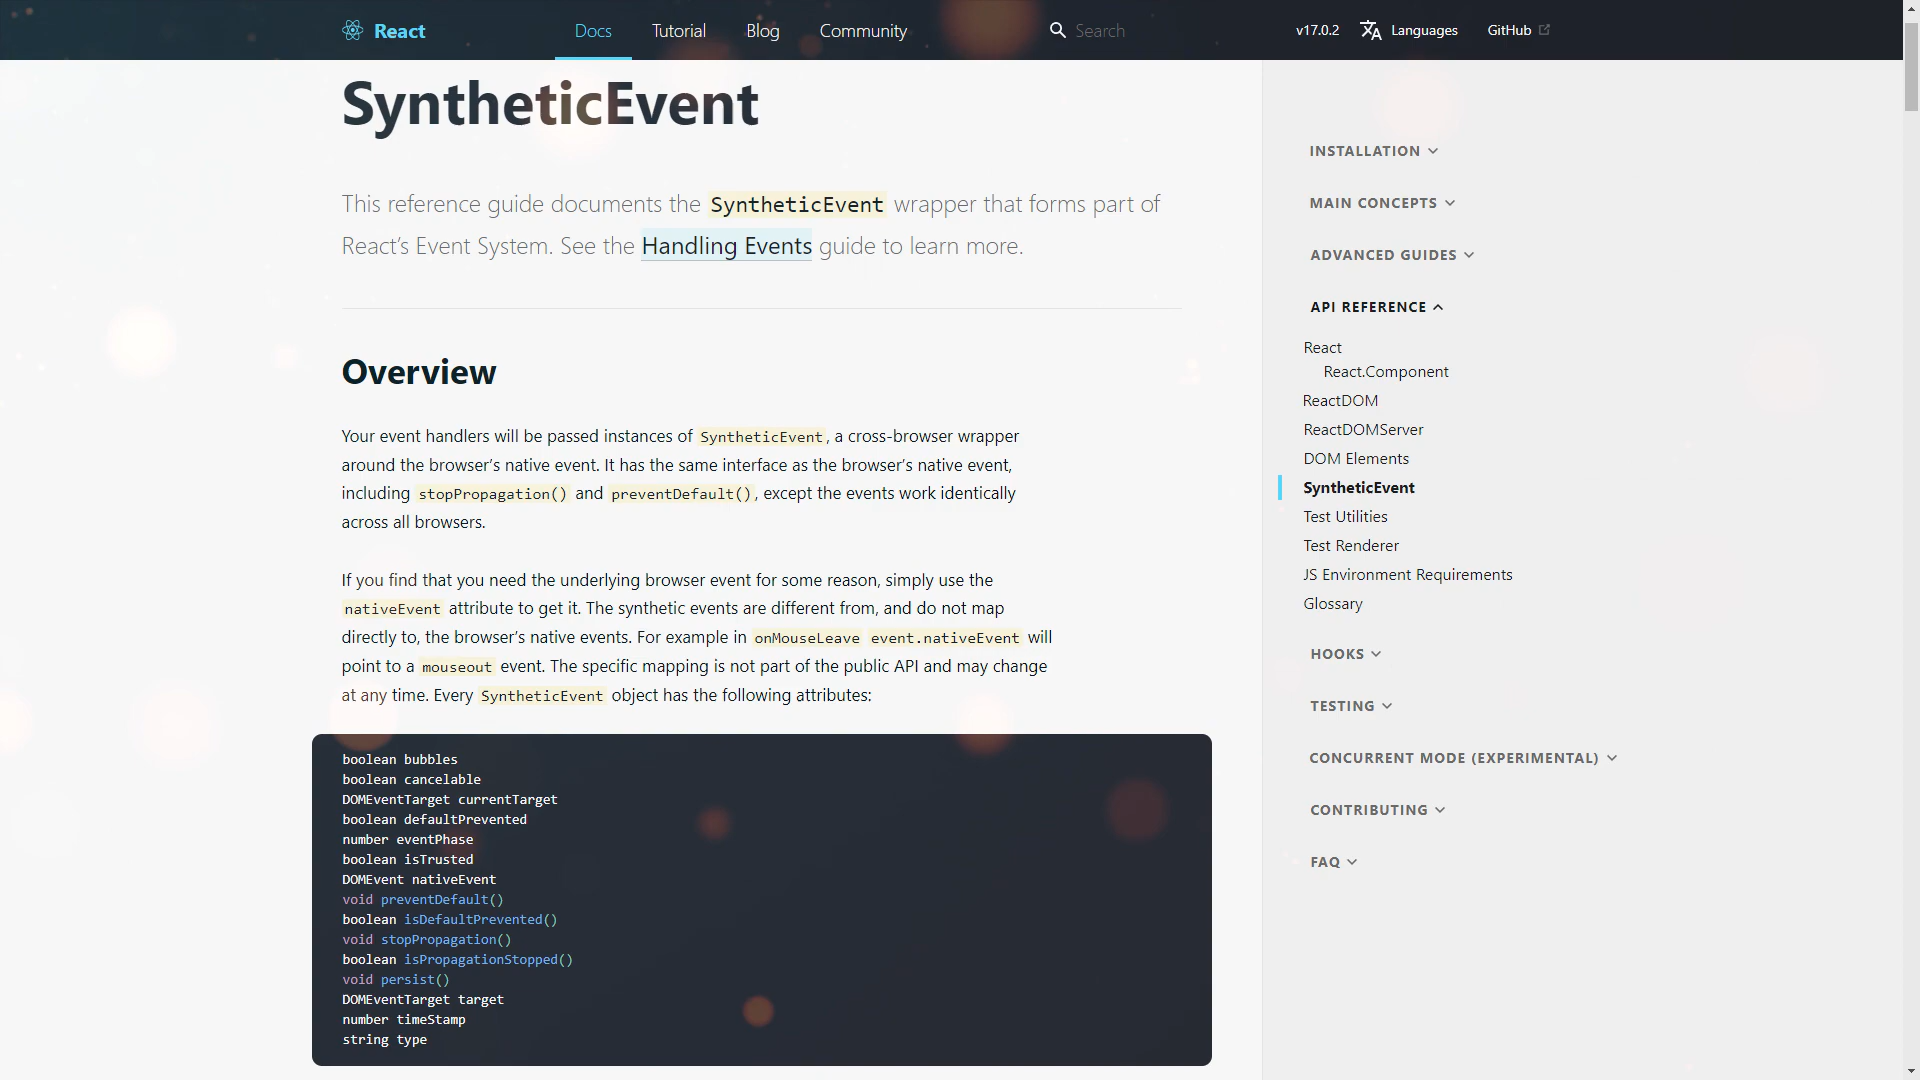 React
Docs
Tutorial
Blog
Community
Search
v17.0.2
Languages
GitHub
SyntheticEvent
This reference guide documents the SyntheticEvent wrapper that forms part of
React’s Event System. See the Handling Events guide to learn more.
Overview
Your event handlers will be passed instances of SyntheticEvent, a cross-browser wrapper
around the browser’s native event. It has the same interface as the browser’s native event,
including stopPropagation() and preventDefault(), except the events work identically
across all browsers.
If you find that you need the underlying browser event for some reason, simply use the
nativeEvent attribute to get it. The synthetic events are different from, and do not map
directly to, the browser’s native events. For example in onMouseLeave event.nativeEvent will
point to a mouseout event. The specific mapping is not part of the public API and may change
at any time. Every SyntheticEvent object has the following attributes:
boolean bubbles
boolean cancelable
DOMEventTarget currentTarget
boolean defaultPrevented
number eventPhase
boolean isTrusted
DOMEvent nativeEvent
void preventDefault()
boolean isDefaultPrevented()
void stopPropagation()
boolean isPropagationStopped()
void persist()
DOMEventTarget target
number timeStamp
string type
INSTALLATION
MAIN CONCEPTS
ADVANCED GUIDES
API REFERENCE
React
React.Component
ReactDOM
ReactDOMServer
DOM Elements
SyntheticEvent
Test Utilities
Test Renderer
JS Environment Requirements
Glossary
HOOKS
TESTING
CONCURRENT MODE (EXPERIMENTAL)
CONTRIBUTING
FAQ